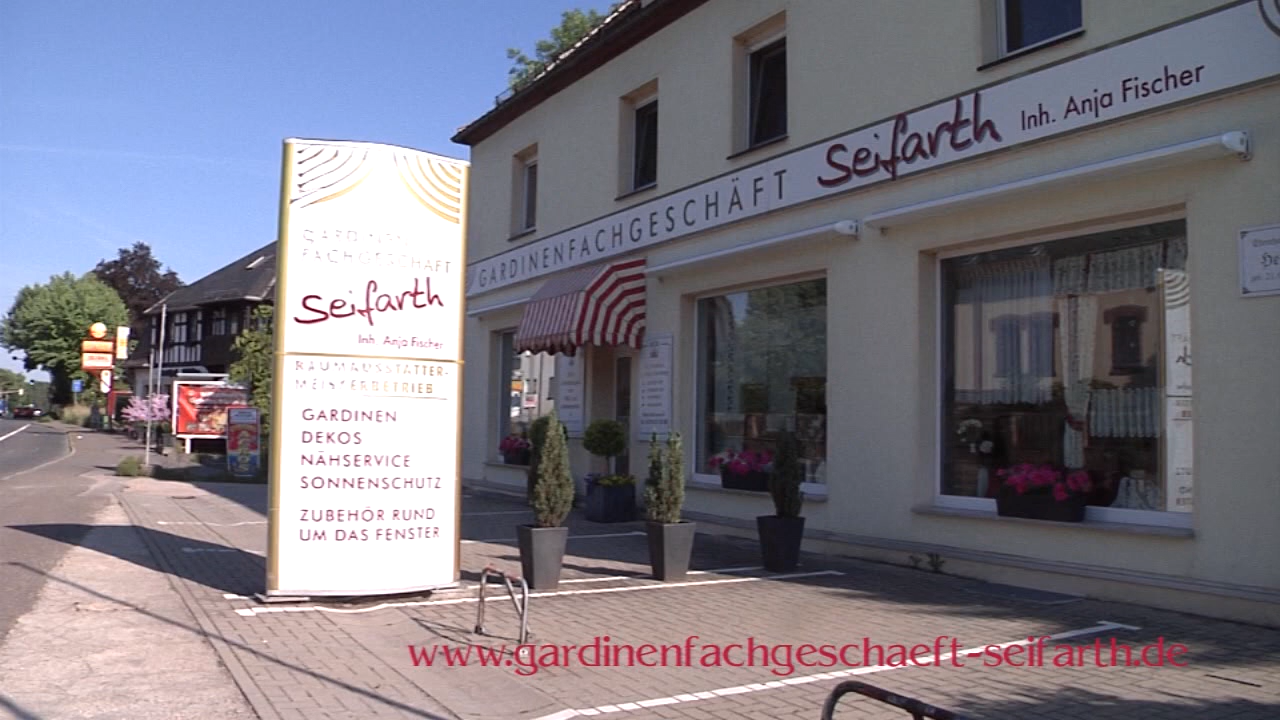 GARDINENFACHGESCHÄFT Seifarth Inh. Anja Fischer
GARDINEN
FACHGESCHÄFT
Seifarth
Inh. Anja Fischer
RAUMAUSSTATTER-
MEISTERBETRIEB
GARDINEN
DEKOS
NÄHSERVICE
SONNENSCHUTZ
ZUBEHÖR RUND
UM DAS FENSTER
www.gardinenfachgeschaeft-seifarth.de